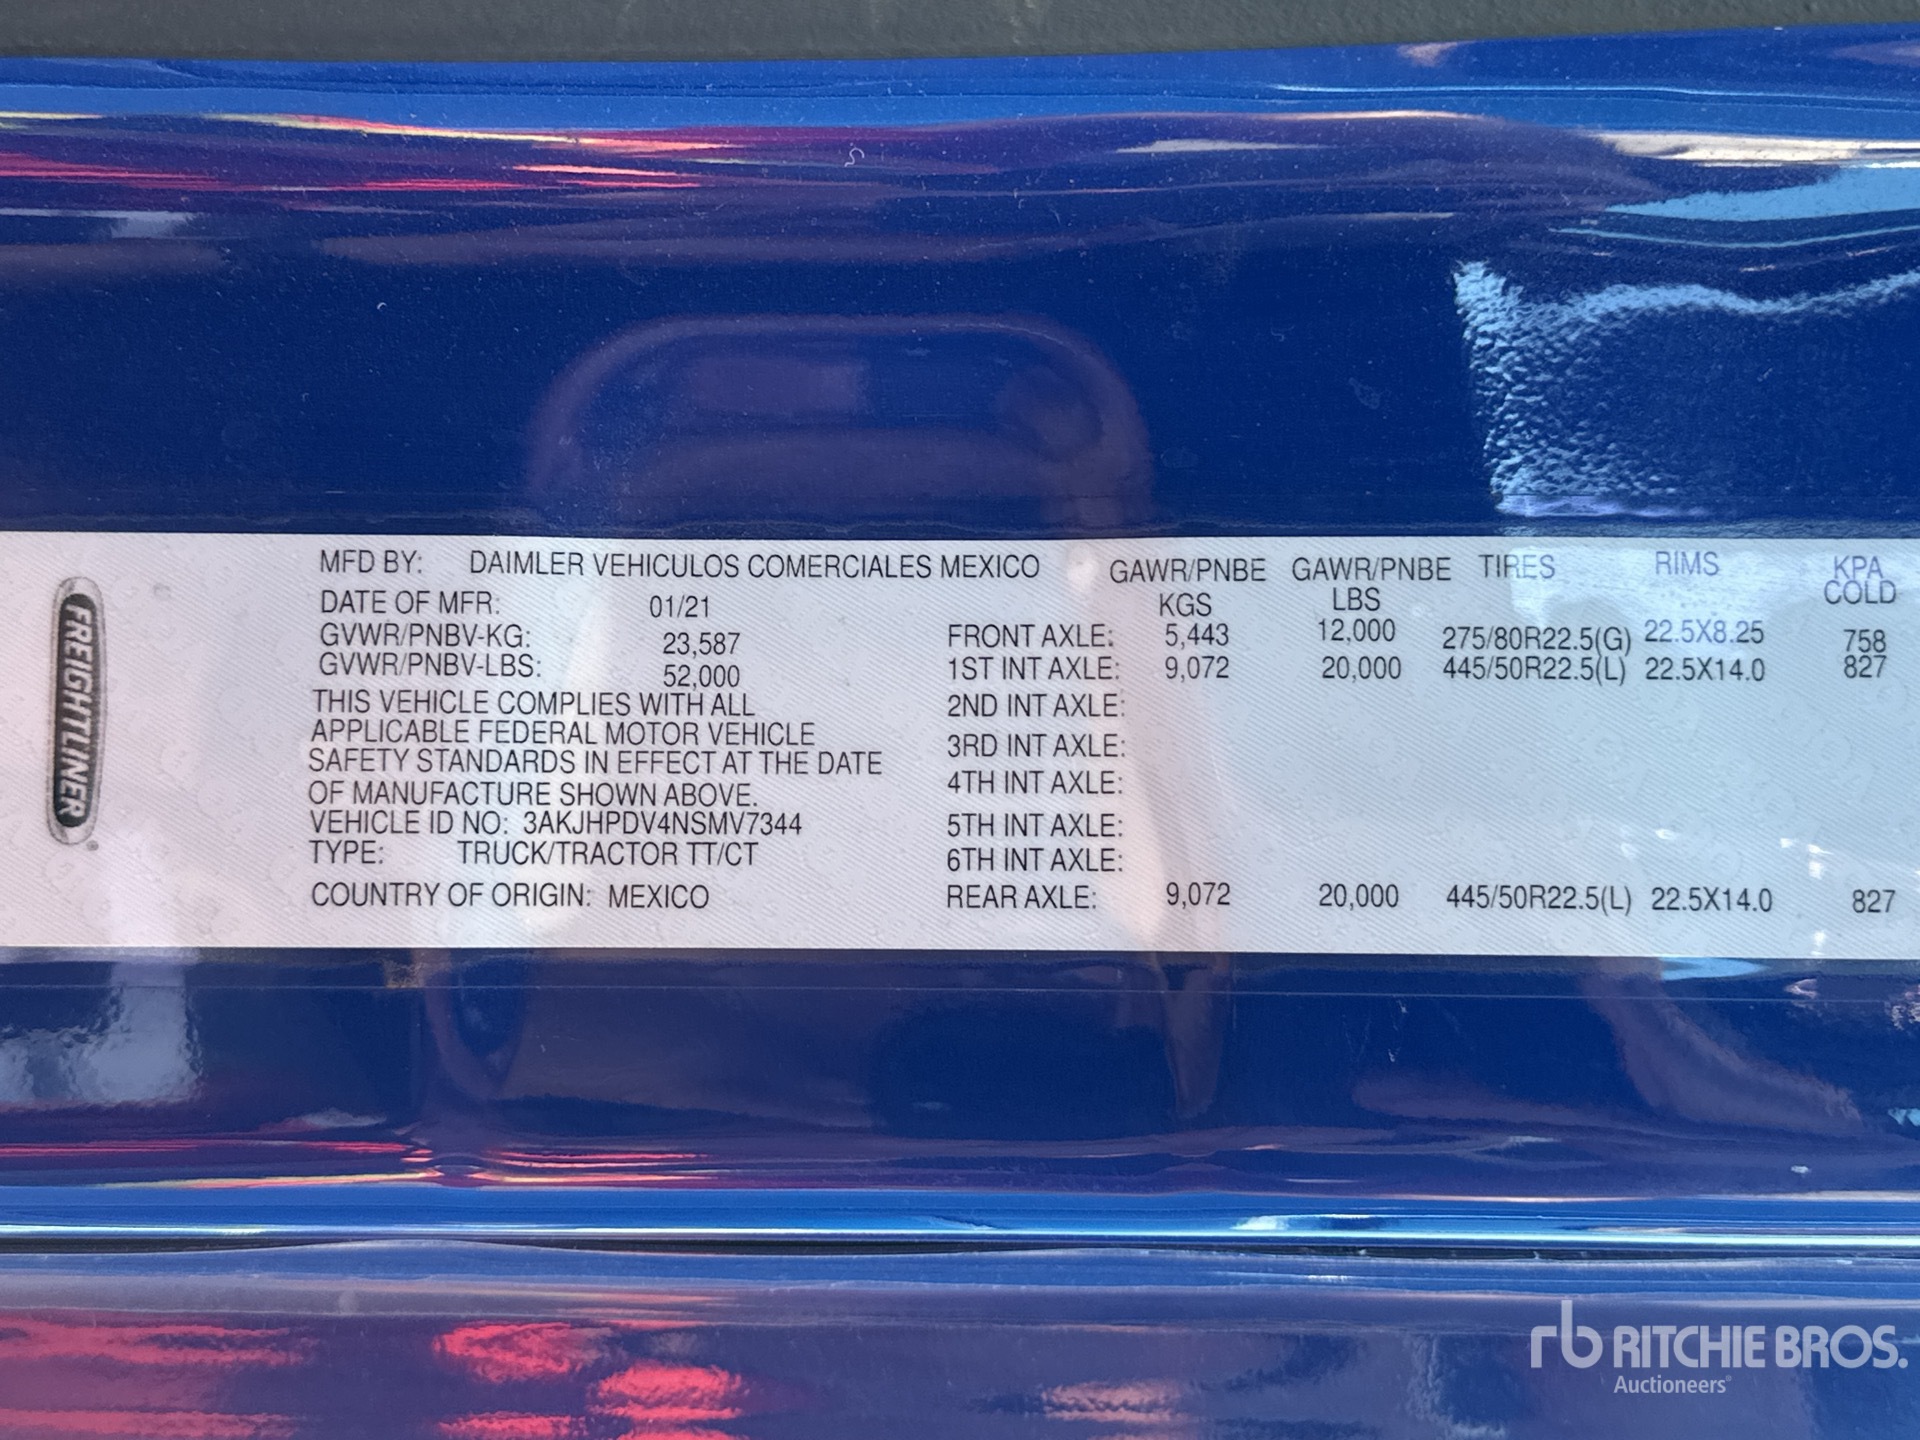 FREIGHTLINER
MFD BY: DAIMLER VEHICULOS COMERCIALES MEXICO
DATE OF MFR: 01/21
GVWR/PNBV-KG: 23,587
GVWR/PNBV-LBS: 52,000
THIS VEHICLE COMPLIES WITH ALL
APPLICABLE FEDERAL MOTOR VEHICLE
SAFETY STANDARDS IN EFFECT AT THE DATE
OF MANUFACTURE SHOWN ABOVE.
VEHICLE ID NO: 3AKJHPDV4NSMV7344
TYPE: TRUCK/TRACTOR TT/CT
COUNTRY OF ORIGIN: MEXICO
GAWR/PNBE GAWR/PNBE TIRES RIMS KPA
KGS LBS COLD
FRONT AXLE: 5,443 12,000 275/80R22.5(G) 22.5X8.25 758
1ST INT AXLE: 9,072 20,000 445/50R22.5(L) 22.5X14.0 827
2ND INT AXLE:
3RD INT AXLE:
4TH INT AXLE:
5TH INT AXLE:
6TH INT AXLE:
REAR AXLE: 9,072 20,000 445/50R22.5(L) 22.5X14.0 827
rb RITCHIE BROS.
Auctioneers